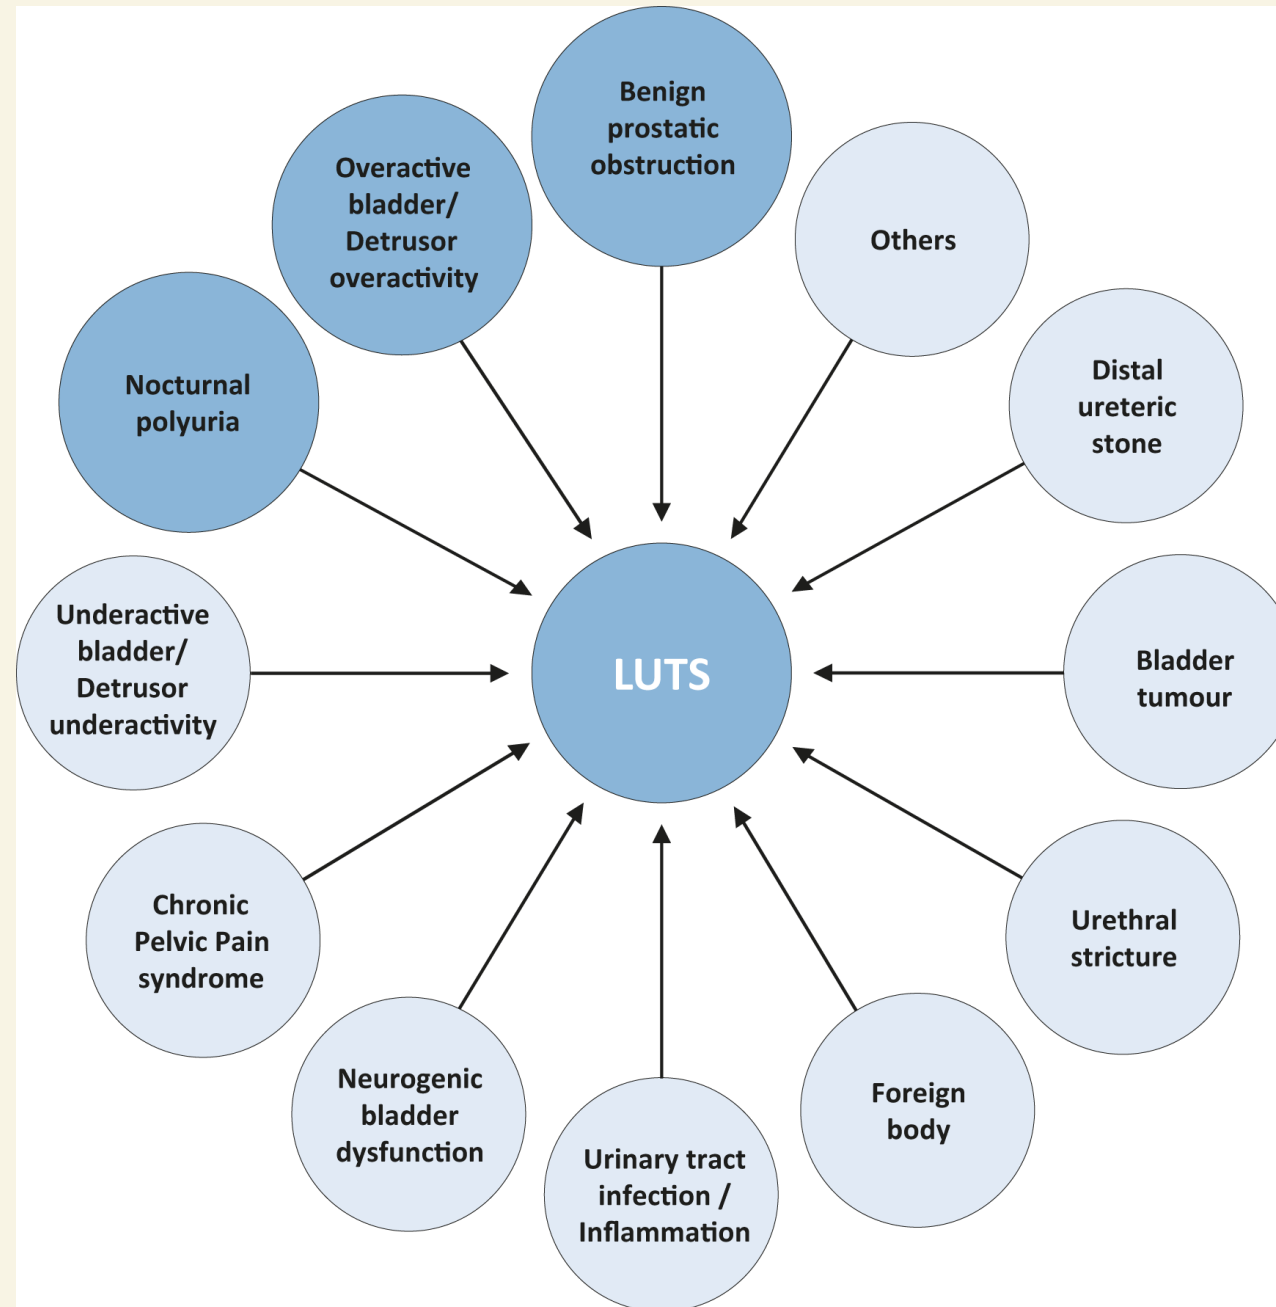 Benign
prostatic
obstruction
Others
Distal
ureteric
stone
Bladder
tumour
Urethral
stricture
Foreign
body
Urinary tract
infection /
Inflammation
Neurogenic
bladder
dysfunction
Chronic
Pelvic Pain
syndrome
Underactive
bladder/
Detrusor
underactivity
Nocturnal
polyuria
Overactive
bladder/
Detrusor
overactivity
LUTS